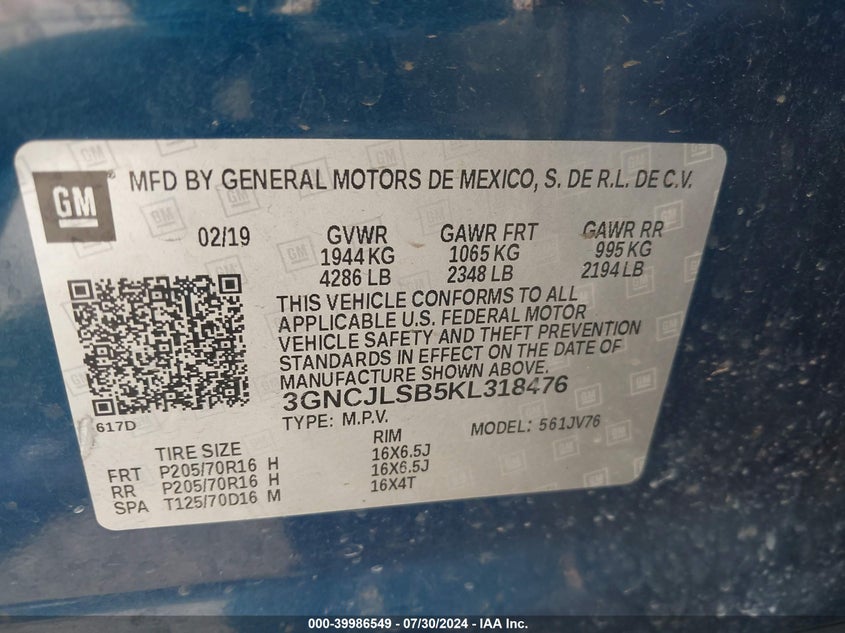 GM MFD BY GENERAL MOTORS DE MEXICO, S. DE R.L. DE C.V.
02/19 GVWR GAWR FRT GAWR RR
1944 KG 1065 KG 995 KG
4286 LB 2348 LB 2194 LB
THIS VEHICLE CONFORMS TO ALL
APPLICABLE U.S. FEDERAL MOTOR
VEHICLE SAFETY AND THEFT PREVENTION
STANDARDS IN EFFECT ON THE DATE OF
MANUFACTURE SHOWN ABOVE.
3GNCJLSB5KL318476
617D TYPE: M.P.V. MODEL: 561JV76
TIRE SIZE RIM
FRT P205/70R16 H 16X6.5J
RR P205/70R16 H 16X6.5J
SPA T125/70D16 M 16X4T
000-39986549 - 07/30/2024 - IAA Inc.